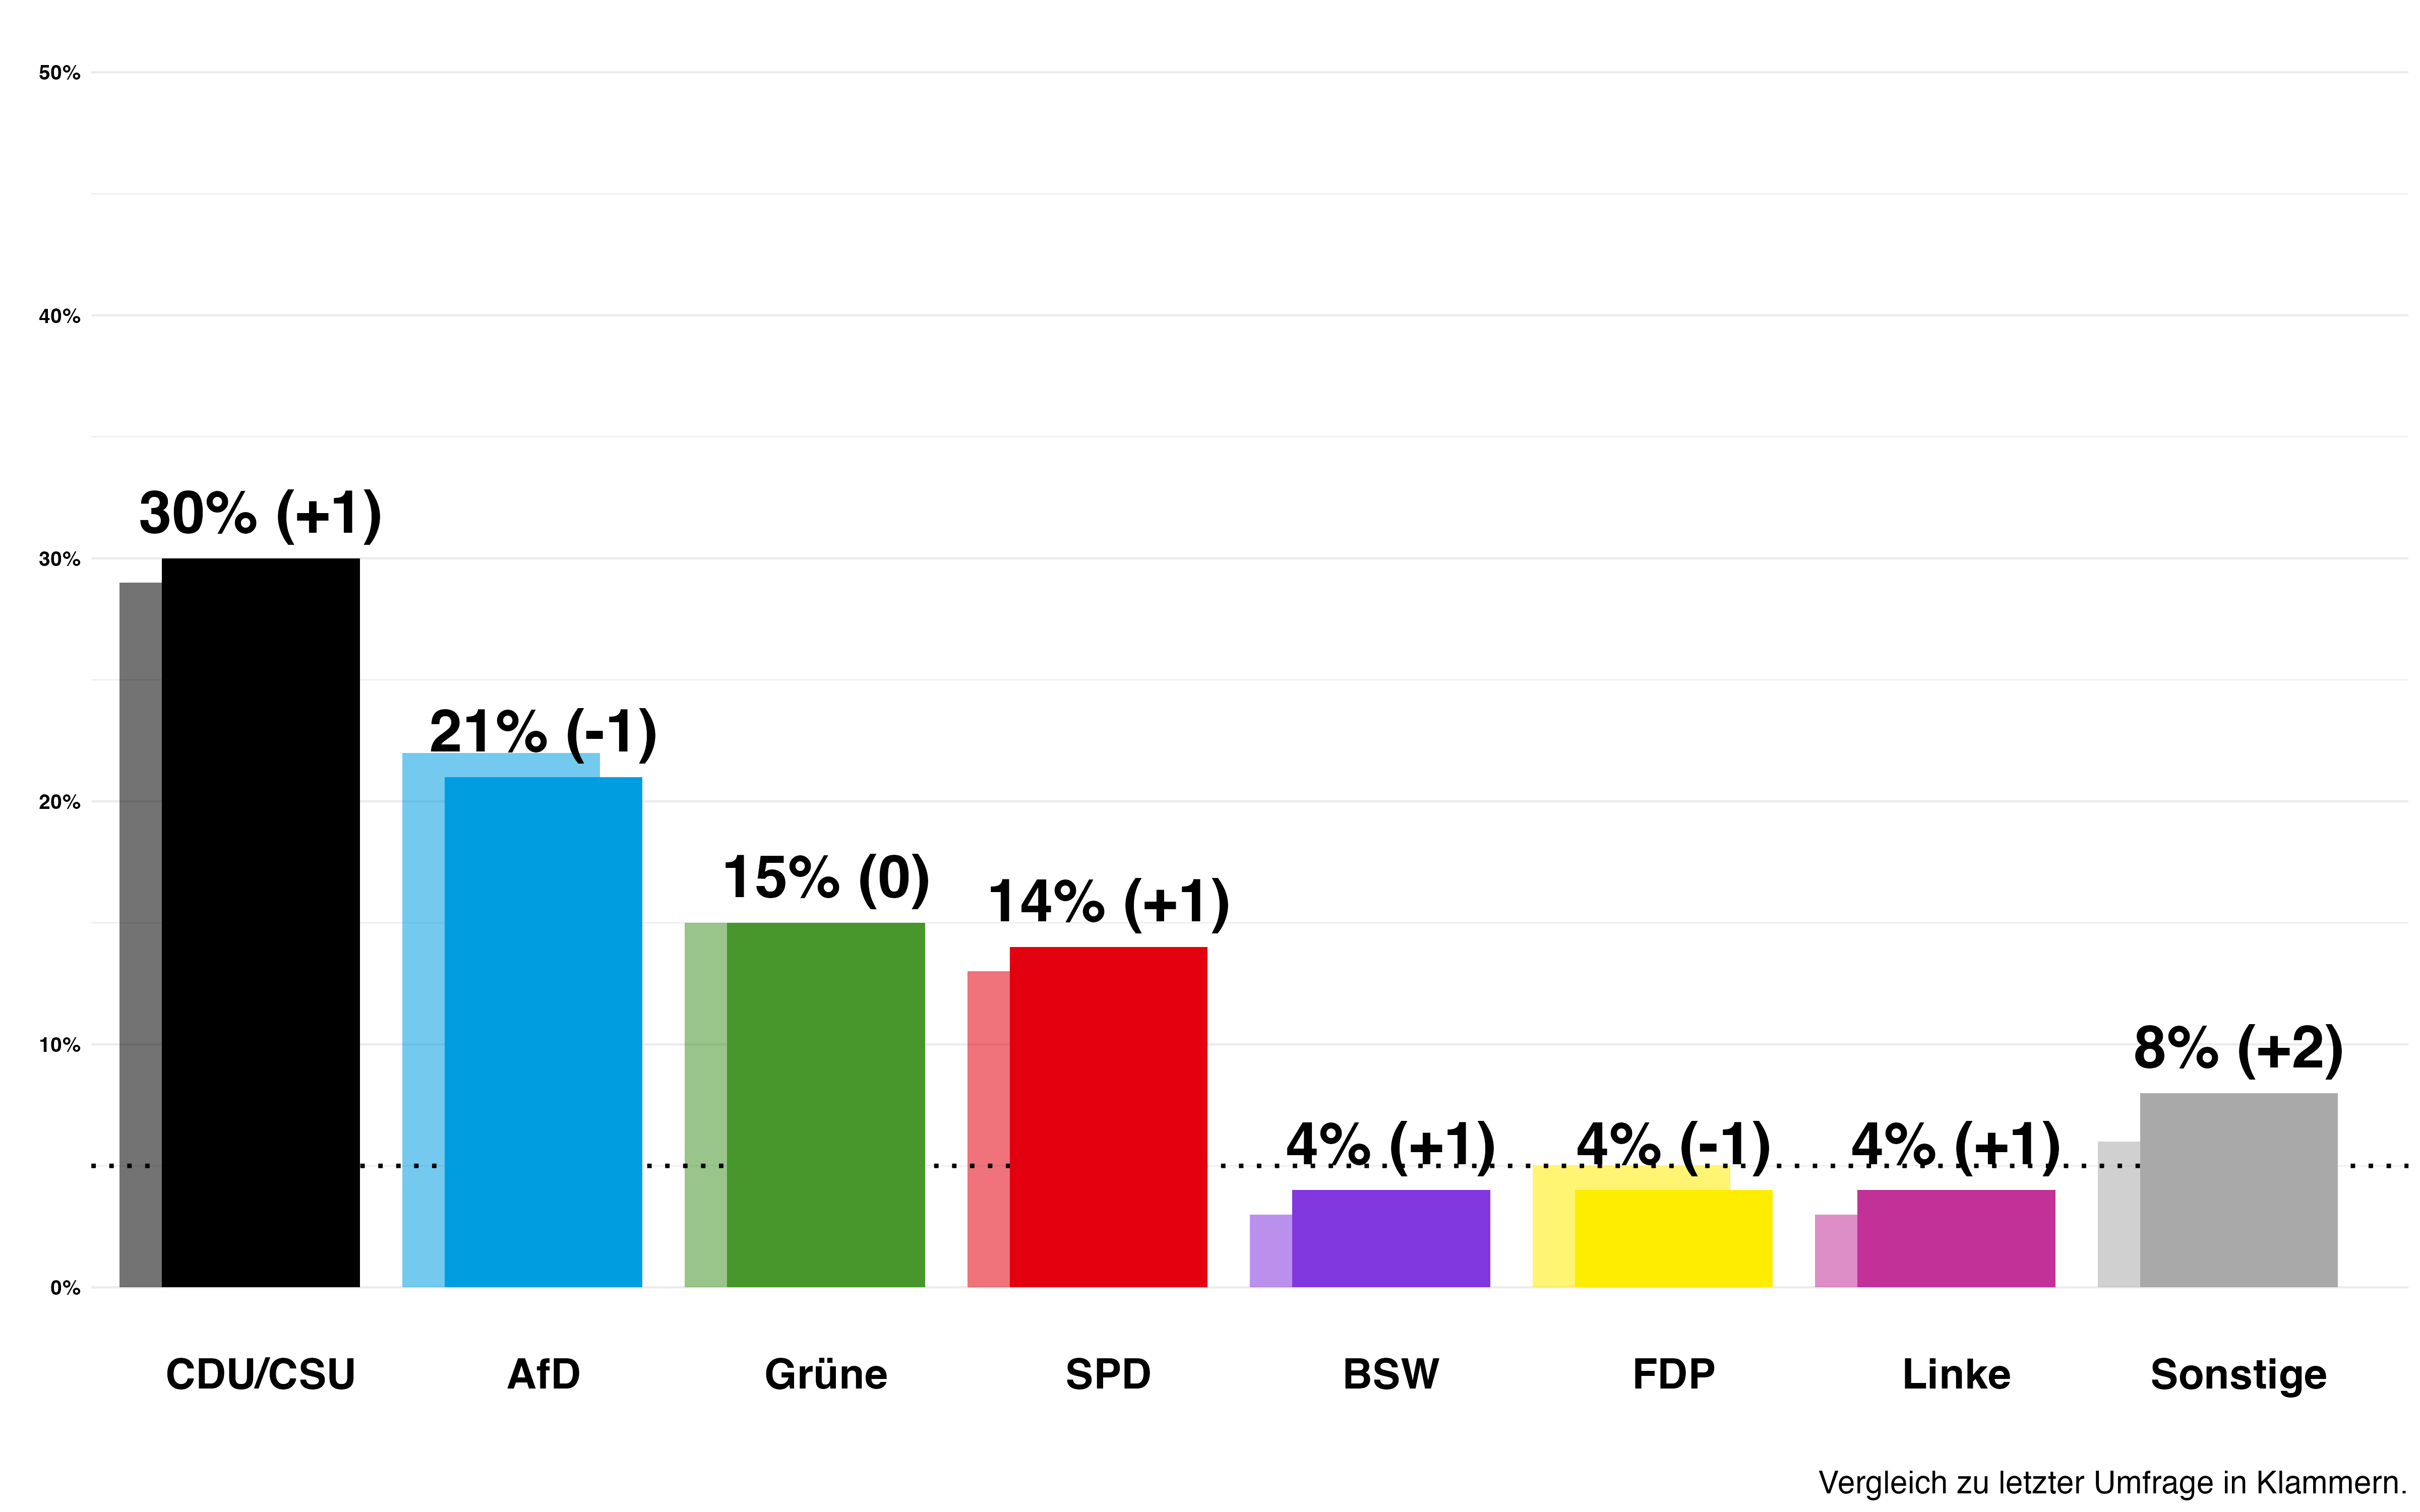 50%
40%
30%
20%
10%
0%
30% (+1)
21% (-1)
15% (0)
14% (+1)
4% (+1)
4% (-1)
4% (+1)
8% (+2)
CDU/CSU
AfD
Grüne
SPD
BSW
FDP
Linke
Sonstige
Vergleich zu letzter Umfrage in Klammern.